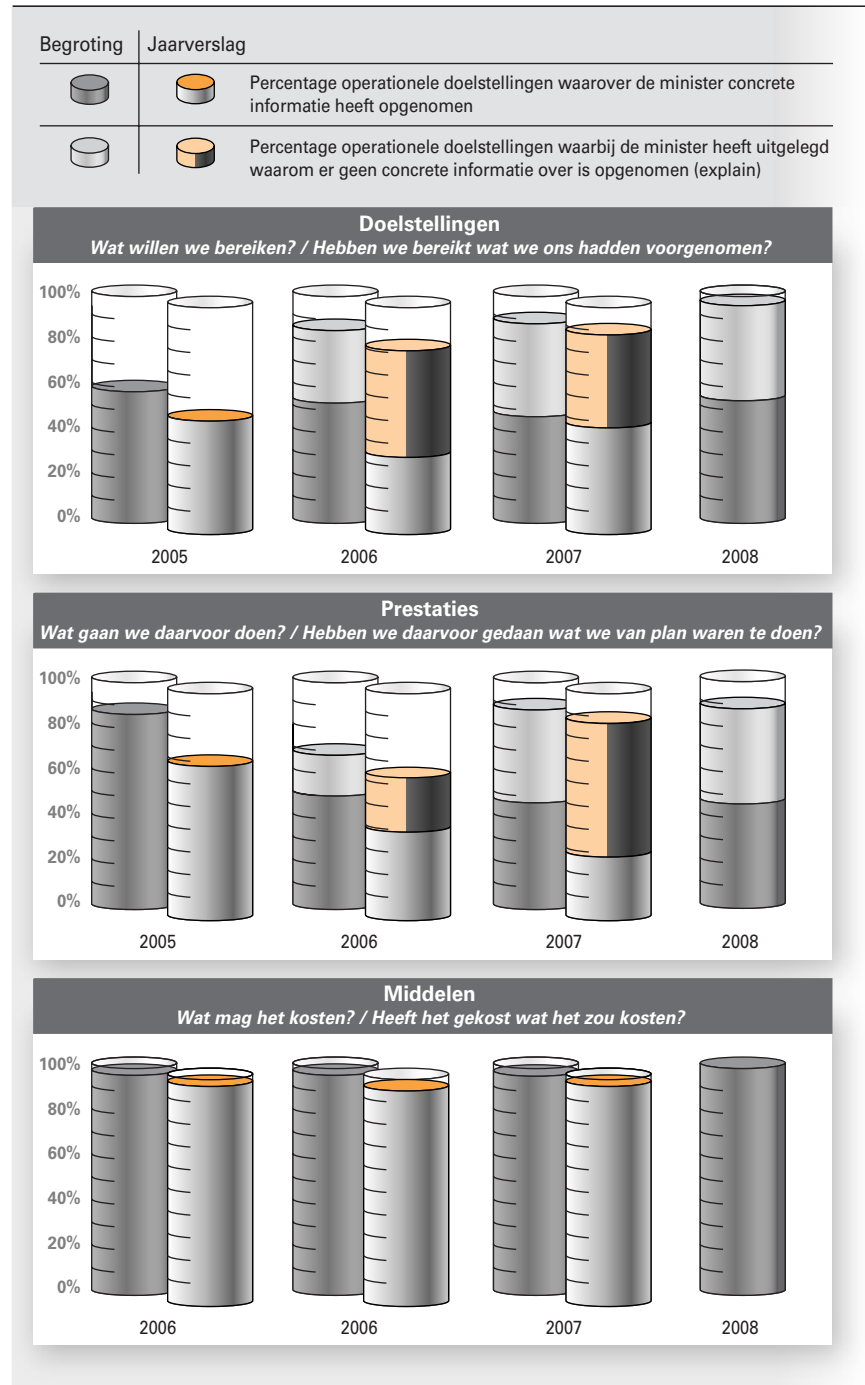 Begroting Jaarverslag
Percentage operationele doelstellingen waarover de minister concrete
informatie heeft opgenomen
Percentage operationele doelstellingen waarbij de minister heeft uitgelegd
waarom er geen concrete informatie over is opgenomen (explain)
Doelstellingen
Wat willen we bereiken? / Hebben we bereikt wat we ons hadden voorgenomen?
100%
80%
60%
40%
20%
0%
2005 2006 2007 2008
Prestaties
Wat gaan we daarvoor doen? / Hebben we daarvoor gedaan wat we van plan waren te doen?
100%
80%
60%
40%
20%
0%
2005 2006 2007 2008
Middelen
Wat mag het kosten? / Heeft het gekost wat het zou kosten?
100%
80%
60%
40%
20%
0%
2006 2006 2007 2008